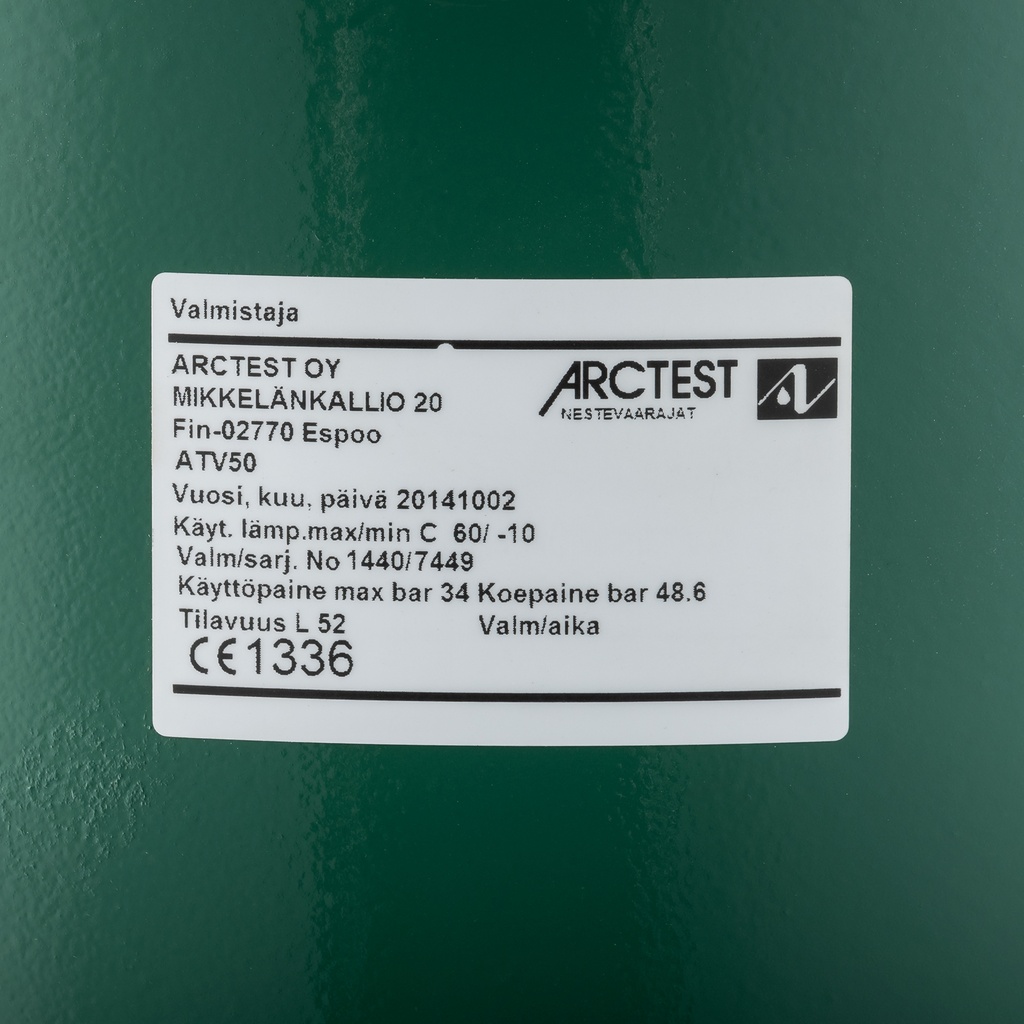 Valmistaja
ARCTEST OY
MIKKELÄNKALLIO 20
Fin-02770 Espoo
ATV50
ARCTEST
NESTEVAARAJAT
Vuosi, kuu, päivä 20141002
Käyt. lämp.max/min C 60/ -10
Valm/sarj. No 1440/7449
Käyttöpaine max bar 34 Koepaine bar 48.6
Tilavuus L 52 Valm/aika
CE1336